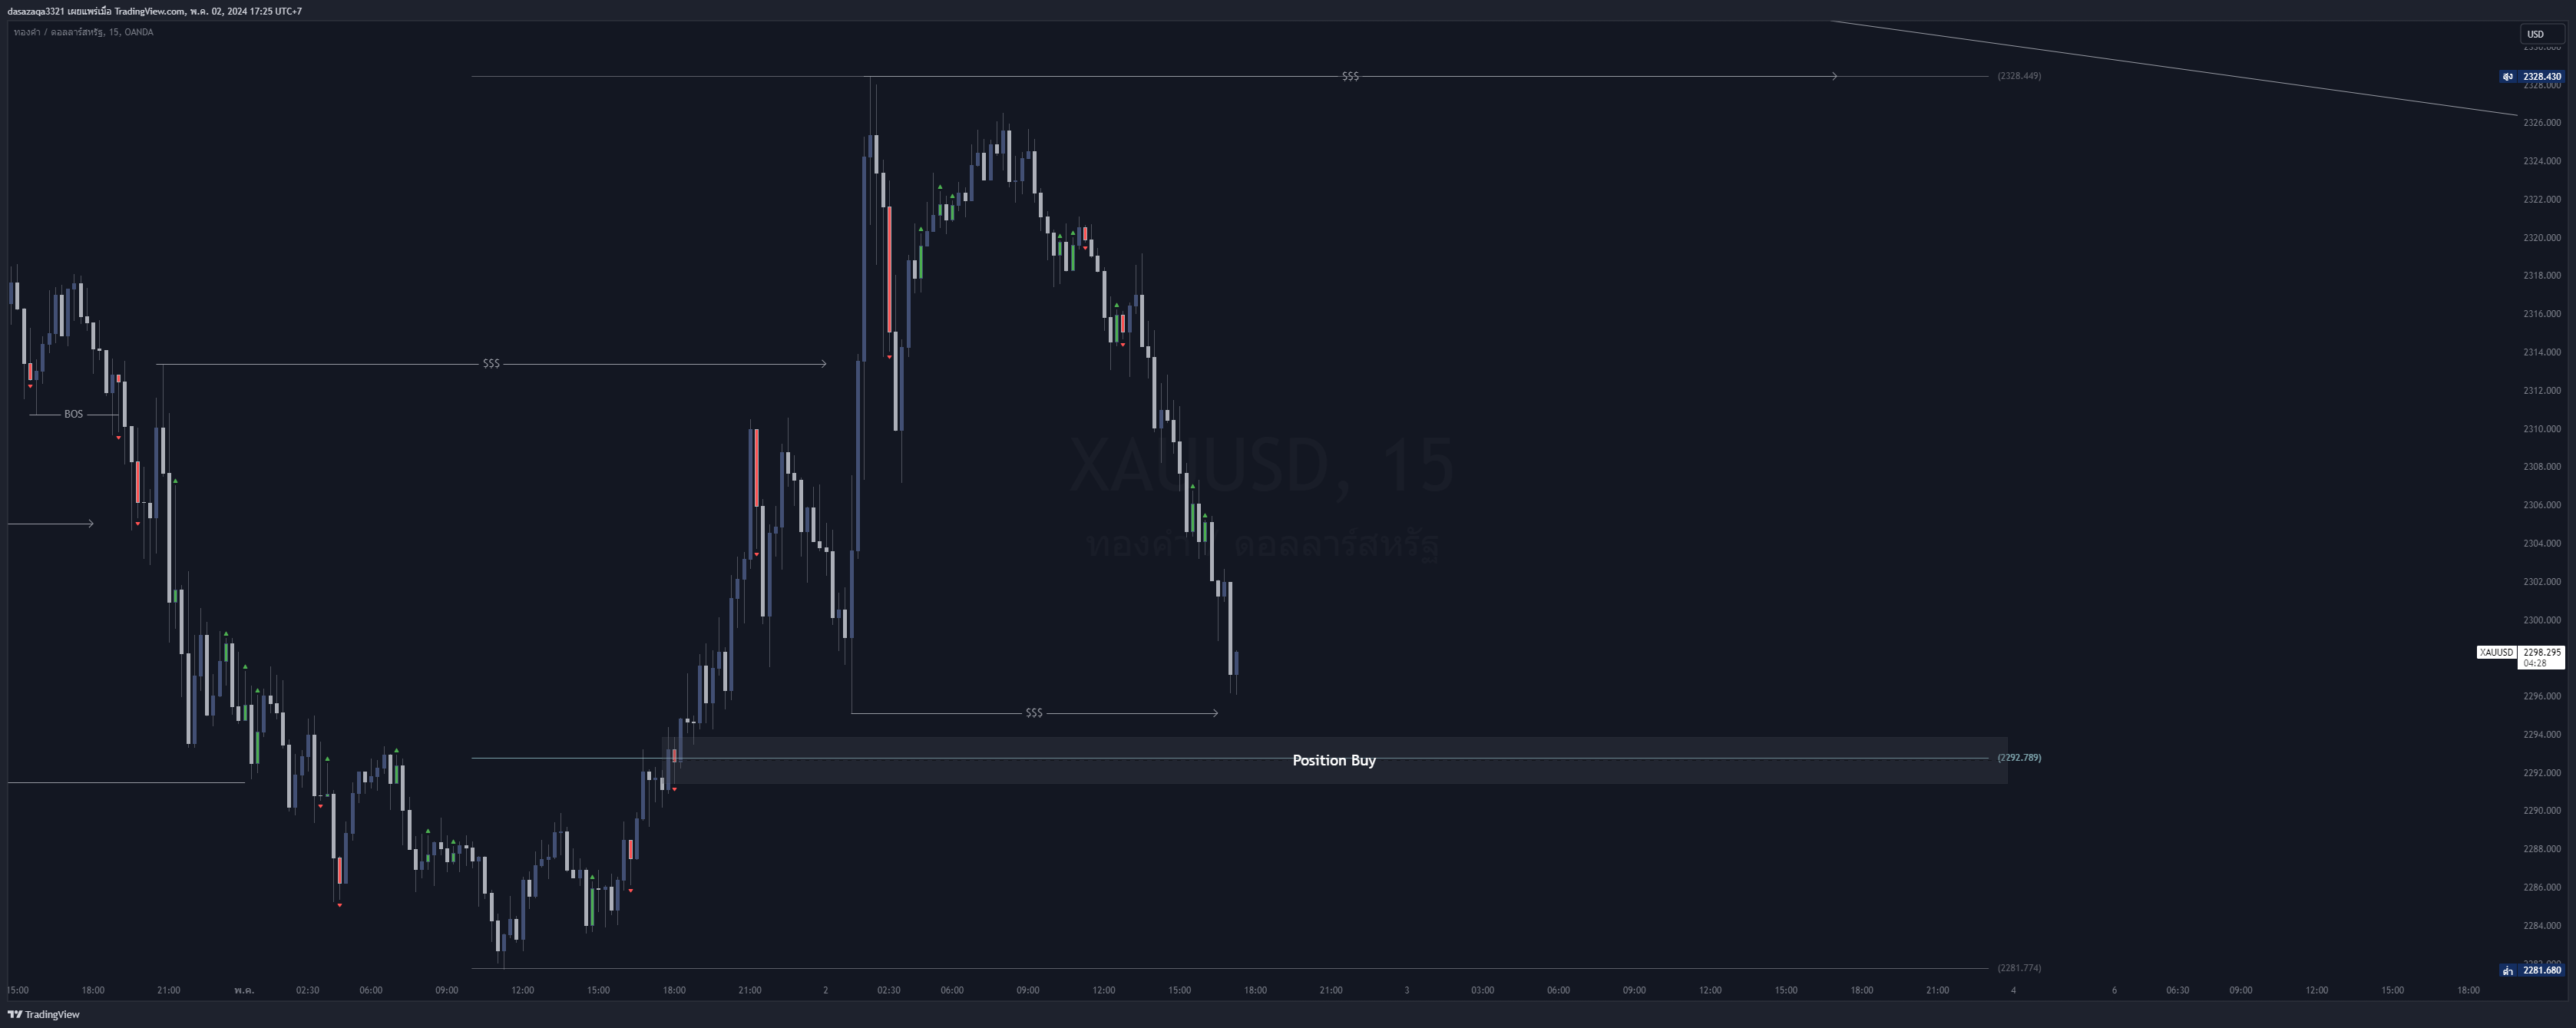 dasazaqa3321 เผยแพร่เมื่อ TradingView.com, พ.ค. 02, 2024 17:25 UTC+7
ทองคำ / ดอลลาร์สหรัฐ, 15, OANDA
USD
$$$
(2328.449)
สูง 2328.430
2328.000
2326.000
2324.000
2322.000
2320.000
2318.000
2316.000
2314.000
$$$
2312.000
BOS
2310.000
XAUUSD, 15
2308.000
2306.000
ทองคำ / ดอลลาร์สหรัฐ
2304.000
2302.000
2300.000
XAUUSD 2298.295
04:28
2296.000
$$$
2294.000
Position Buy
(2292.789)
2292.000
2290.000
2288.000
2286.000
2284.000
(2281.774)
ต่ำ 2281.680
15:00 18:00 21:00 พ.ค. 02:30 06:00 09:00 12:00 15:00 18:00 21:00 2 02:30 06:00 09:00 12:00 15:00 18:00 21:00 3 03:00 06:00 09:00 12:00 15:00 18:00 21:00 4 6 06:30 09:00 12:00 15:00 18:00
TradingView